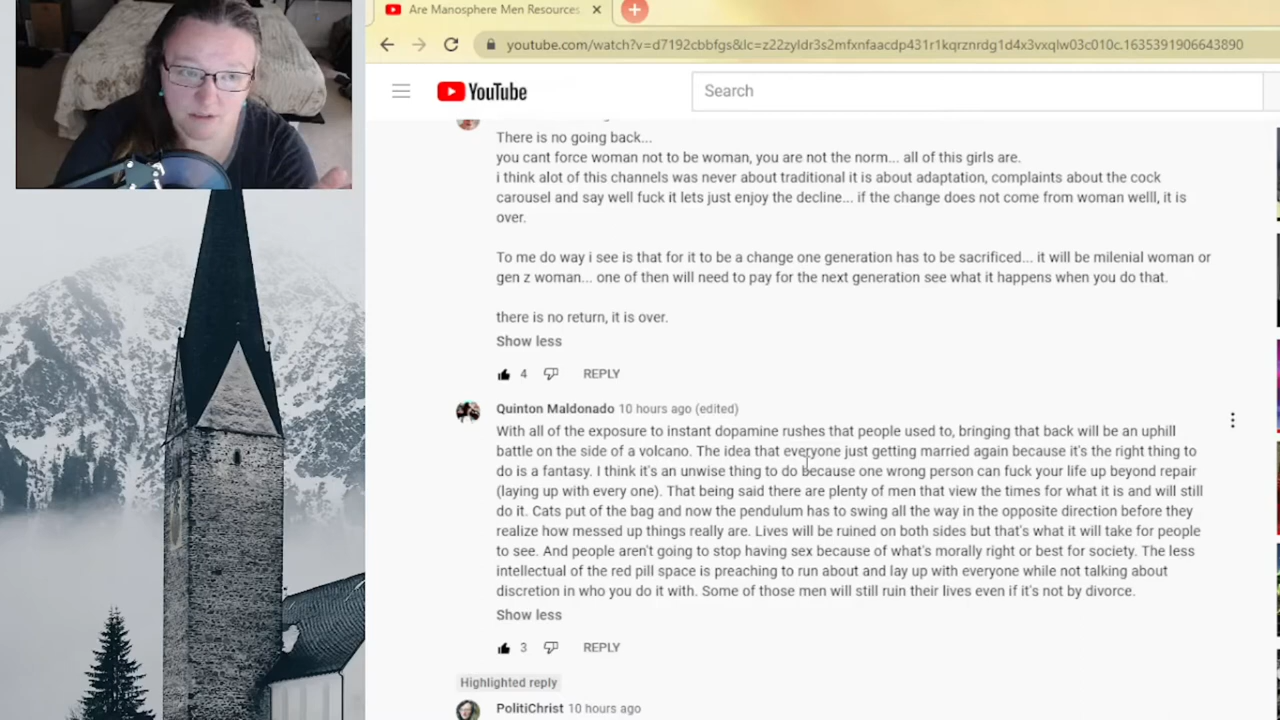 Are Manosphere Men Resources
youtube.com/watch?v=d7192cbbfgs&lc=z22zyldr3s2mfxnfaacdp431r1kqrznrdg1d4x3vxqlw03c010c.1635391906643890
YouTube
Search
There is no going back...
you cant force woman not to be woman, you are not the norm... all of this girls are.
i think alot of this channels was never about traditional it is about adaptation, complaints about the cock
carousel and say well fuck it lets just enjoy the decline... if the change does not come from woman welll, it is
over.
To me do way i see is that for it to be a change one generation has to be sacrificed... it will be milenial woman or
gen z woman... one of then will need to pay for the next generation see what it happens when you do that.
there is no return, it is over.
Show less
4 REPLY
Quinton Maldonado 10 hours ago (edited)
With all of the exposure to instant dopamine rushes that people used to, bringing that back will be an uphill
battle on the side of a volcano. The idea that everyone just getting married again because it's the right thing to
do is a fantasy. I think it's an unwise thing to do because one wrong person can fuck your life up beyond repair
(laying up with every one). That being said there are plenty of men that view the times for what it is and will still
do it. Cats put of the bag and now the pendulum has to swing all the way in the opposite direction before they
realize how messed up things really are. Lives will be ruined on both sides but that's what it will take for people
to see. And people aren't going to stop having sex because of what's morally right or best for society. The less
intellectual of the red pill space is preaching to run about and lay up with everyone while not talking about
discretion in who you do it with. Some of those men will still ruin their lives even if it's not by divorce.
Show less
3 REPLY
Highlighted reply
PolitiChrist 10 hours ago